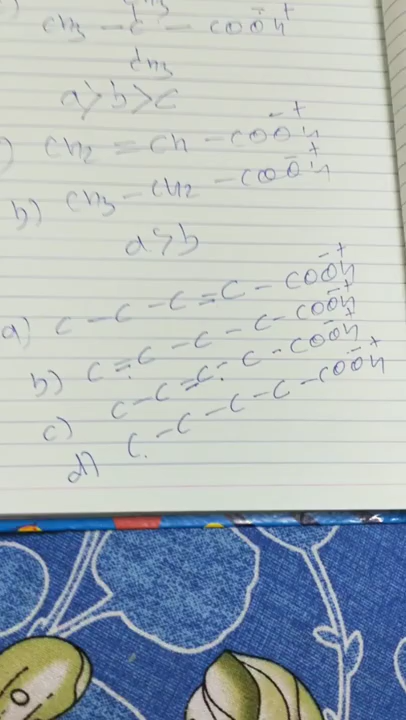 CH3 - C - COO⁻H⁺
CH3
a > b > c
CH2 = CH - COO⁻H⁺
b) CH3 - CH2 - COO⁻H⁺
a > b
a) C - C - C = C - COO⁻H⁺
b) C = C - C - C - COO⁻H⁺
c) C - C = C - C - COO⁻H⁺
d) C - C - C - C - COO⁻H⁺